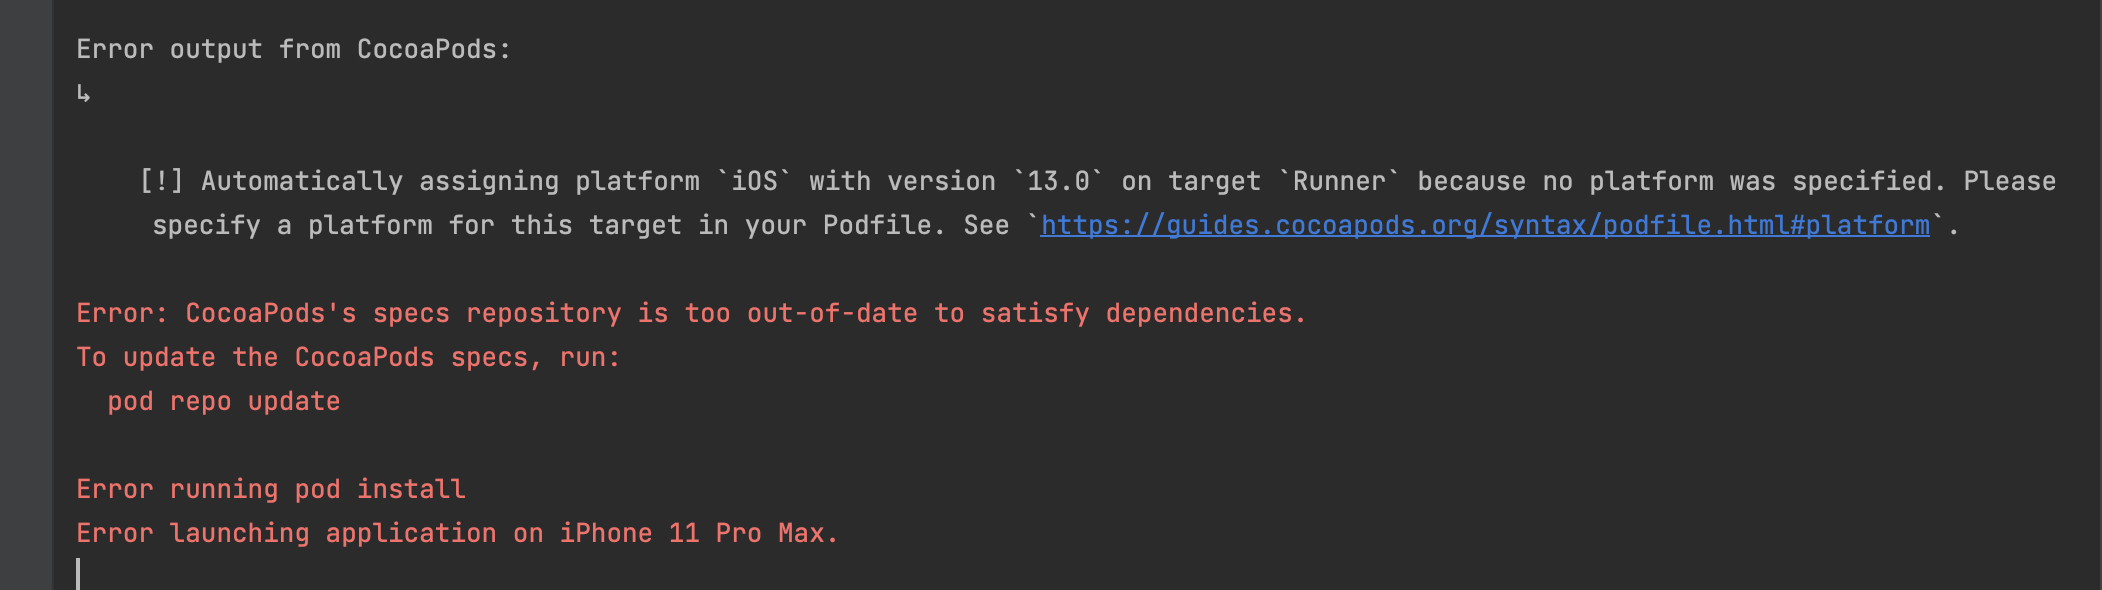 Error output from CocoaPods:
↳
[!] Automatically assigning platform `iOS` with version `13.0` on target `Runner` because no platform was specified. Please
specify a platform for this target in your Podfile. See `https://guides.cocoapods.org/syntax/podfile.html#platform`.
Error: CocoaPods's specs repository is too out-of-date to satisfy dependencies.
To update the CocoaPods specs, run:
pod repo update
Error running pod install
Error launching application on iPhone 11 Pro Max.